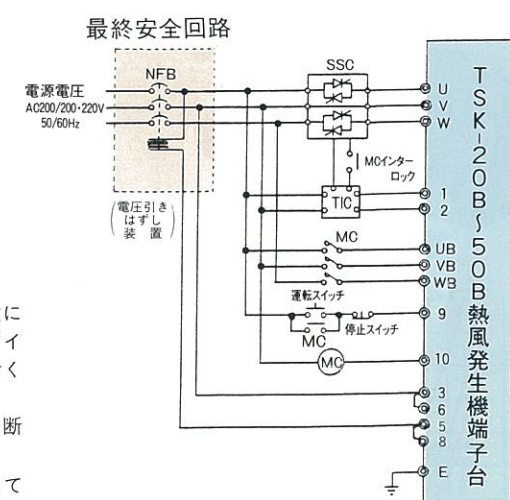 最終安全回路
NFB
電源電圧
AC200/200・220V
50/60Hz
(電圧引き
はずし
装 置)
SSC
MCインター
ロック
TIC
MC
運転スイッチ
停止スイッチ
MC
MC
U
V
W
1
2
UB
VB
WB
9
10
3
6
5
8
E
TSK-20B〜50B熱風発生機端子台
に
イ
く
断
て